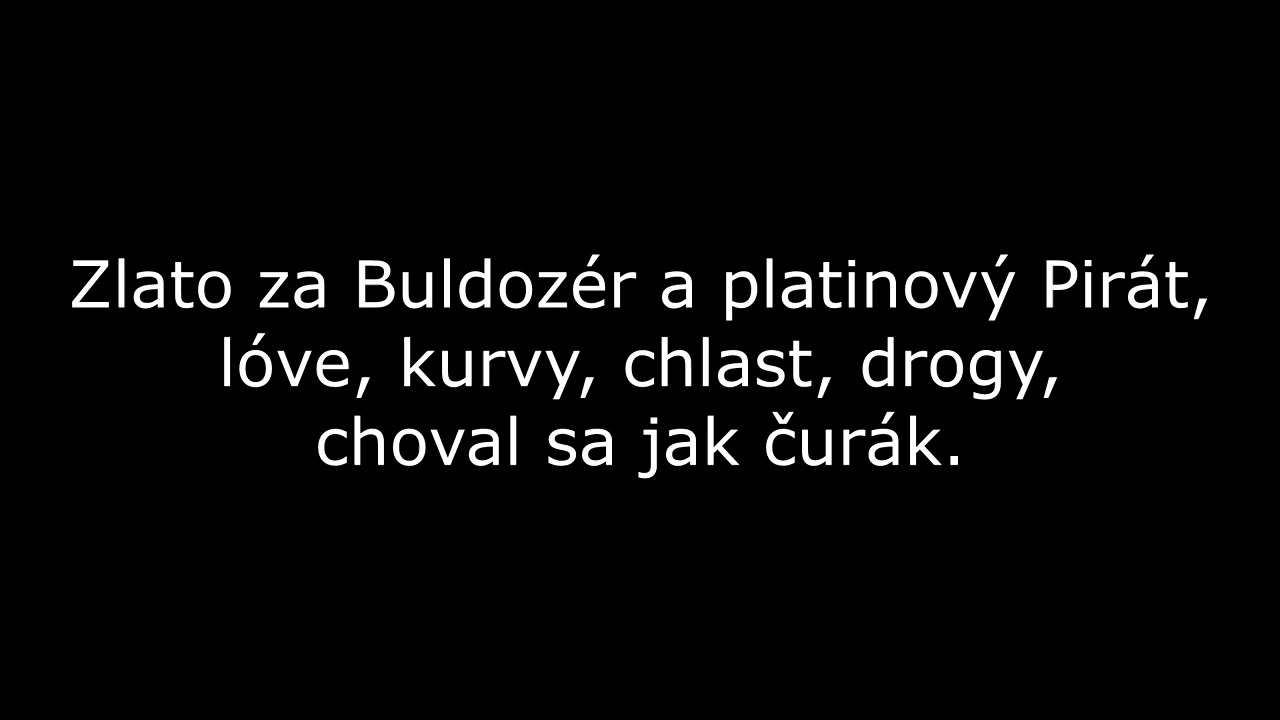 Zlato za Buldozér a platinový Pirát,
lóve, kurvy, chlast, drogy,
choval sa jak čurák.